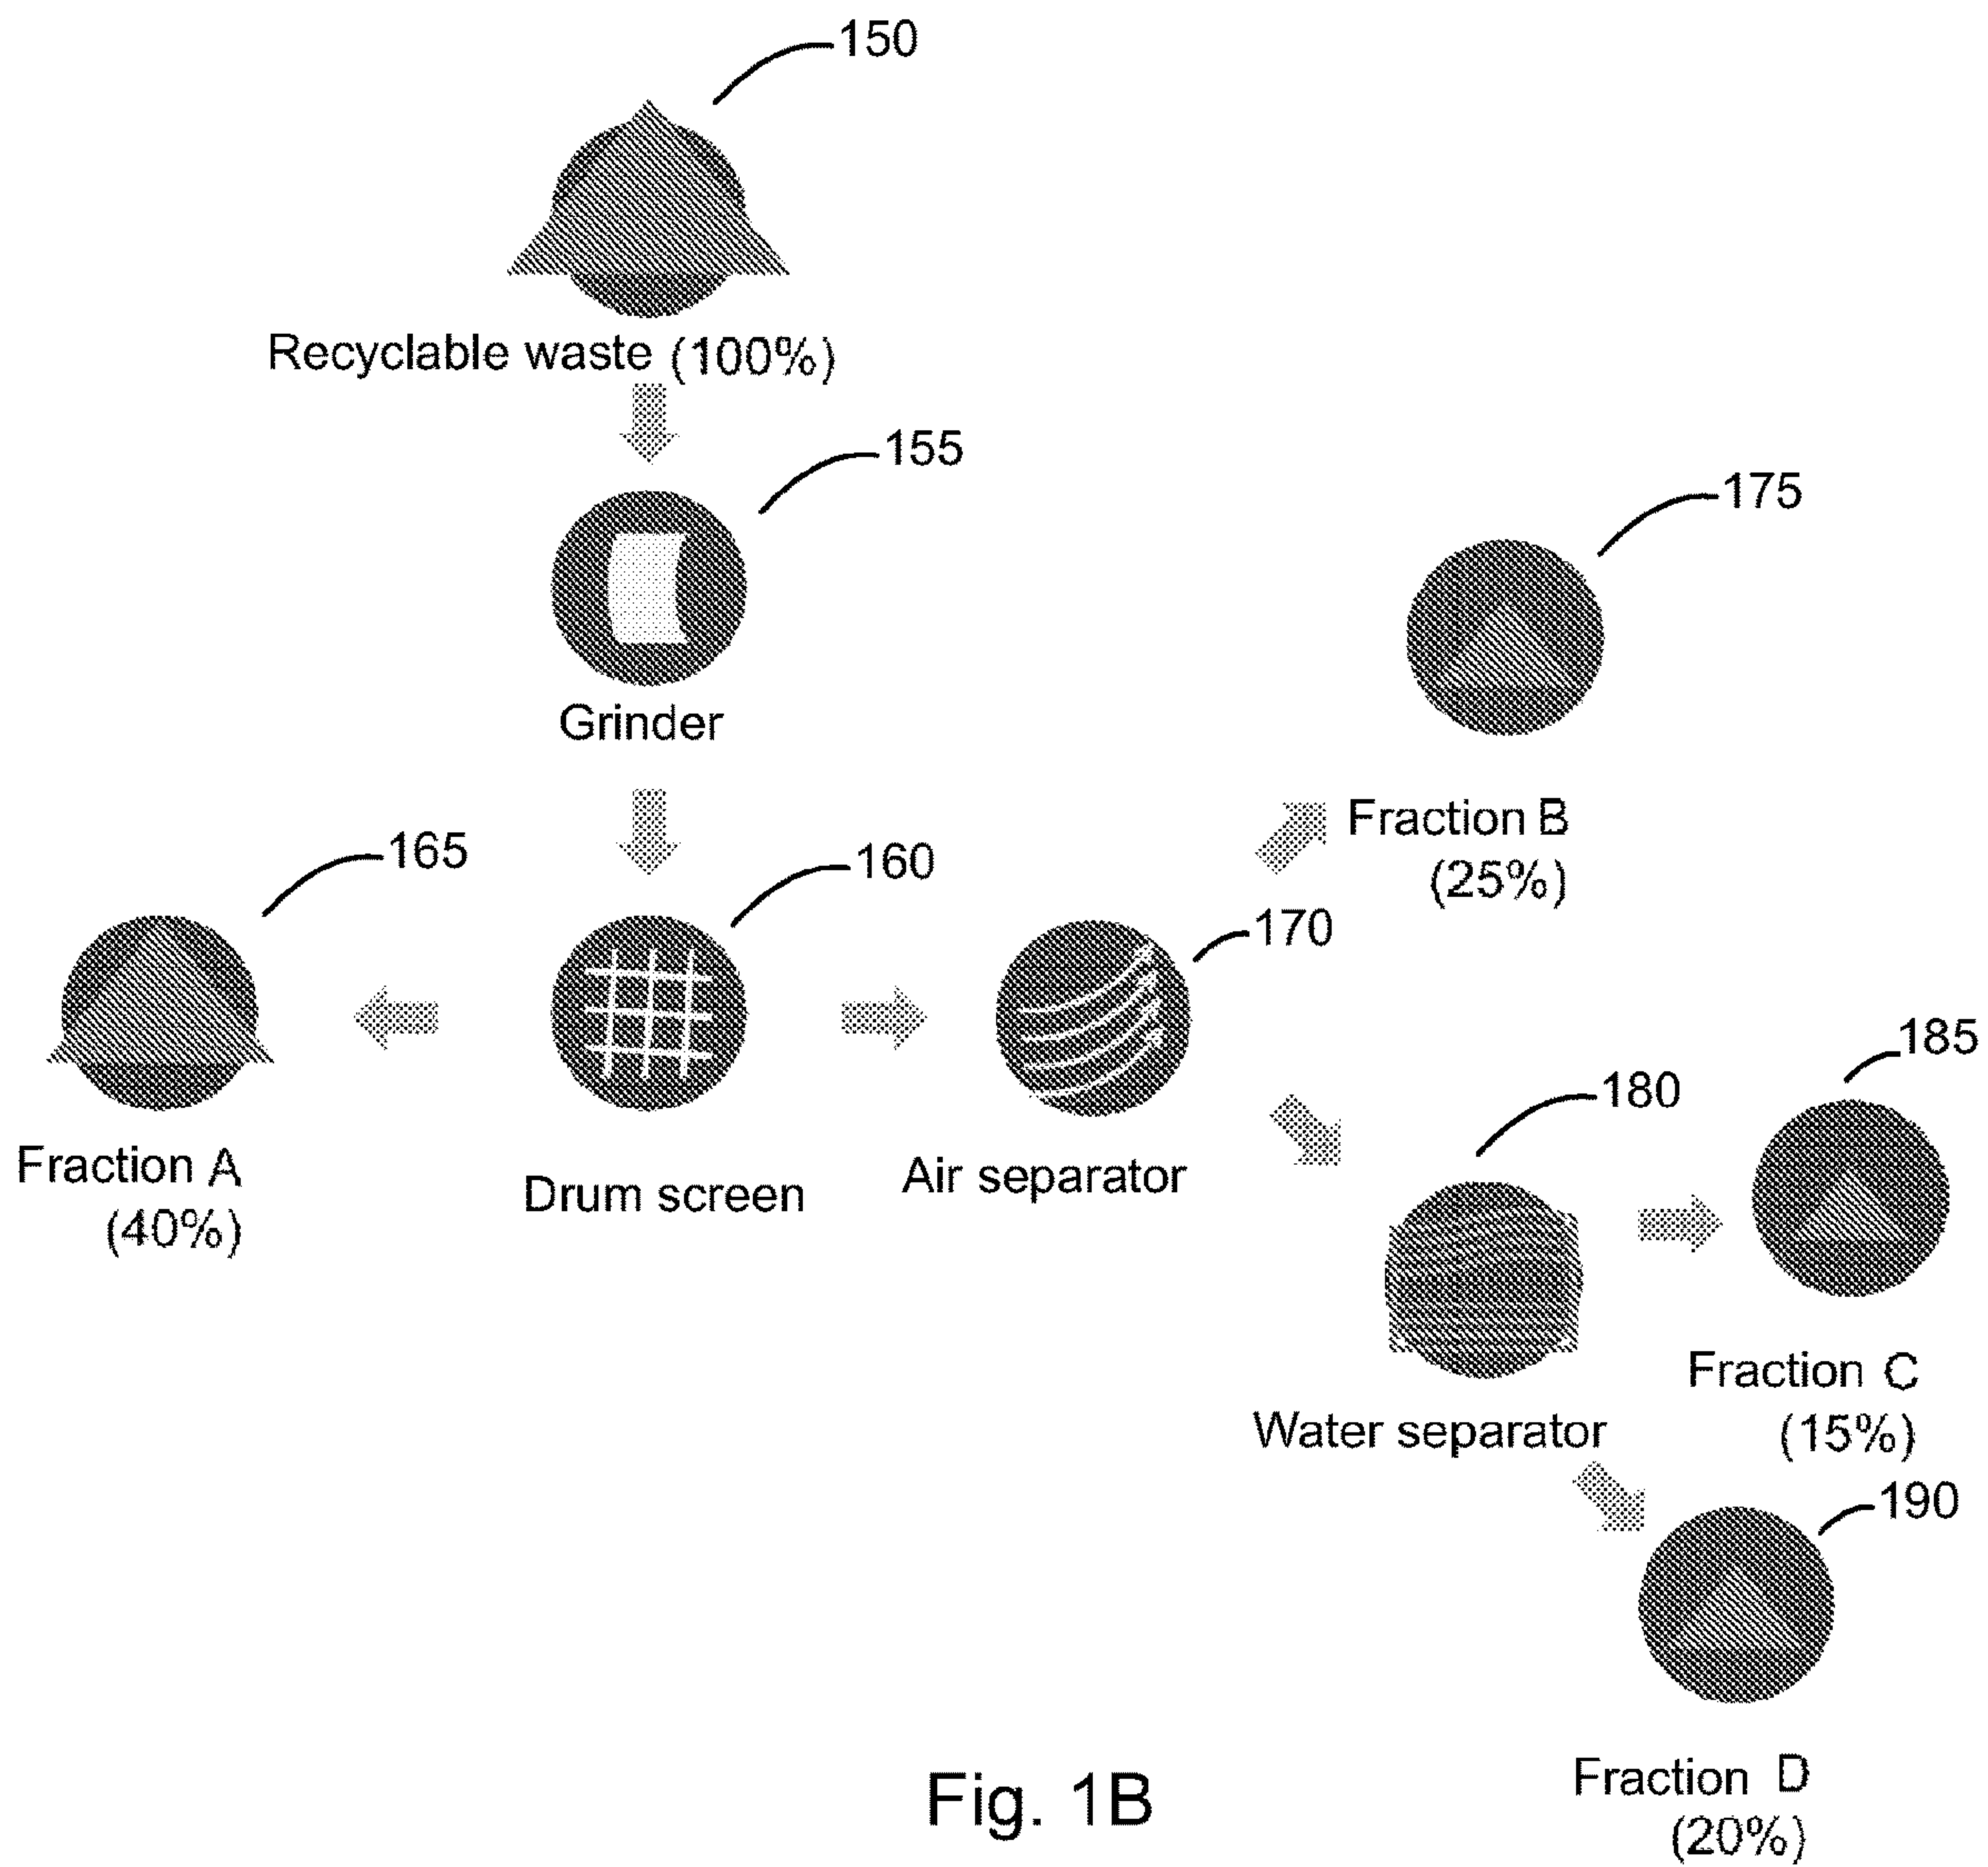 150
Recyclable waste (100%)
155
Grinder
175
Fraction B
(25%)
165
160
170
Fraction A
(40%)
Drum screen
Air separator
180
185
Water separator
Fraction C
(15%)
190
Fraction D
(20%)
Fig. 1B